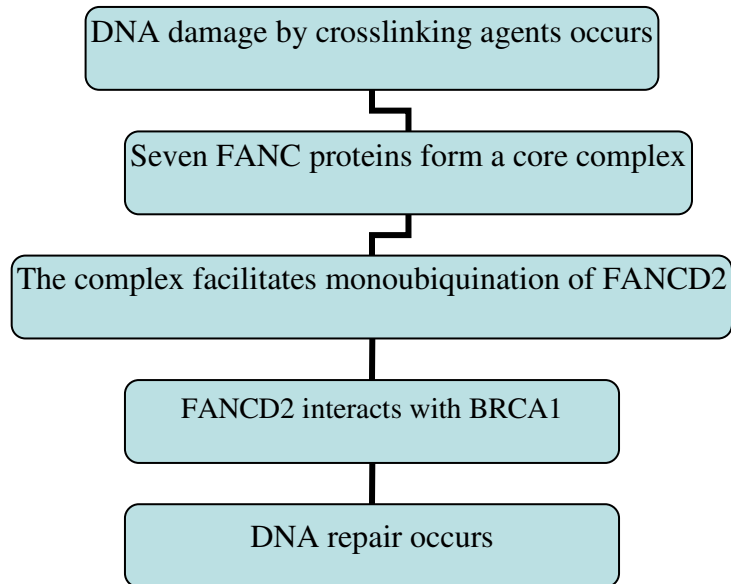 DNA damage by crosslinking agents occurs
Seven FANC proteins form a core complex
The complex facilitates monoubiquination of FANCD2
FANCD2 interacts with BRCA1
DNA repair occurs